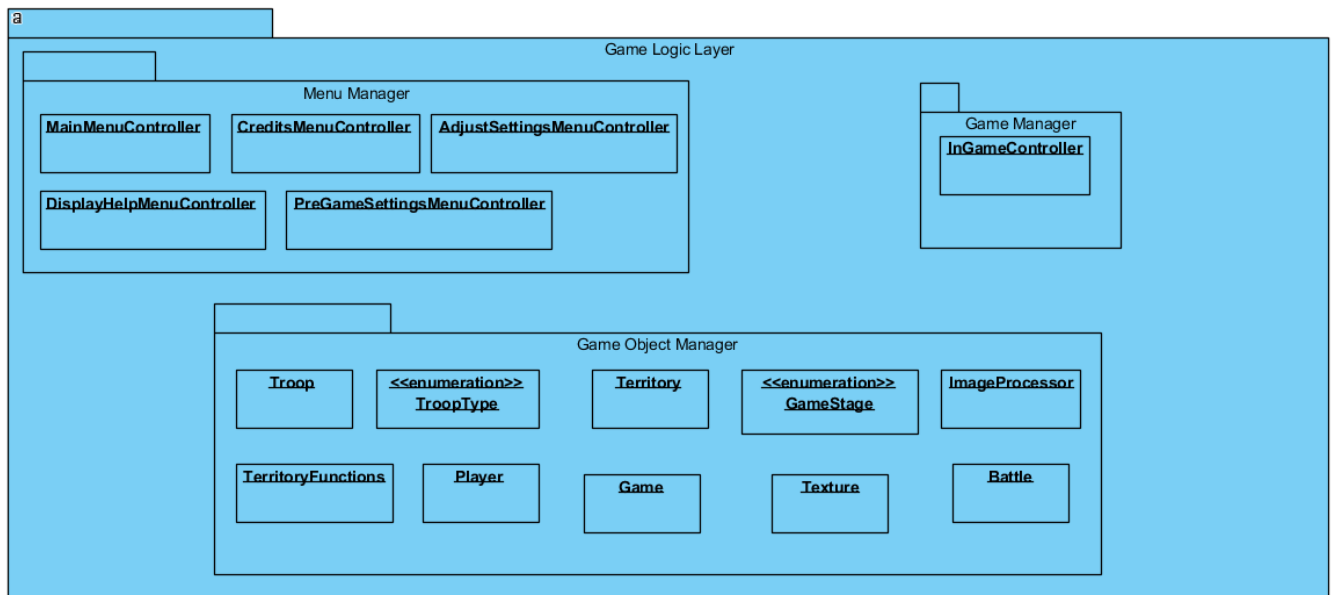 a
Game Logic Layer
Menu Manager
MainMenuController
CreditsMenuController
AdjustSettingsMenuController
DisplayHelpMenuController
PreGameSettingsMenuController
Game Manager
InGameController
Game Object Manager
Troop
<<enumeration>>
TroopType
Territory
<<enumeration>>
GameStage
ImageProcessor
TerritoryFunctions
Player
Game
Texture
Battle